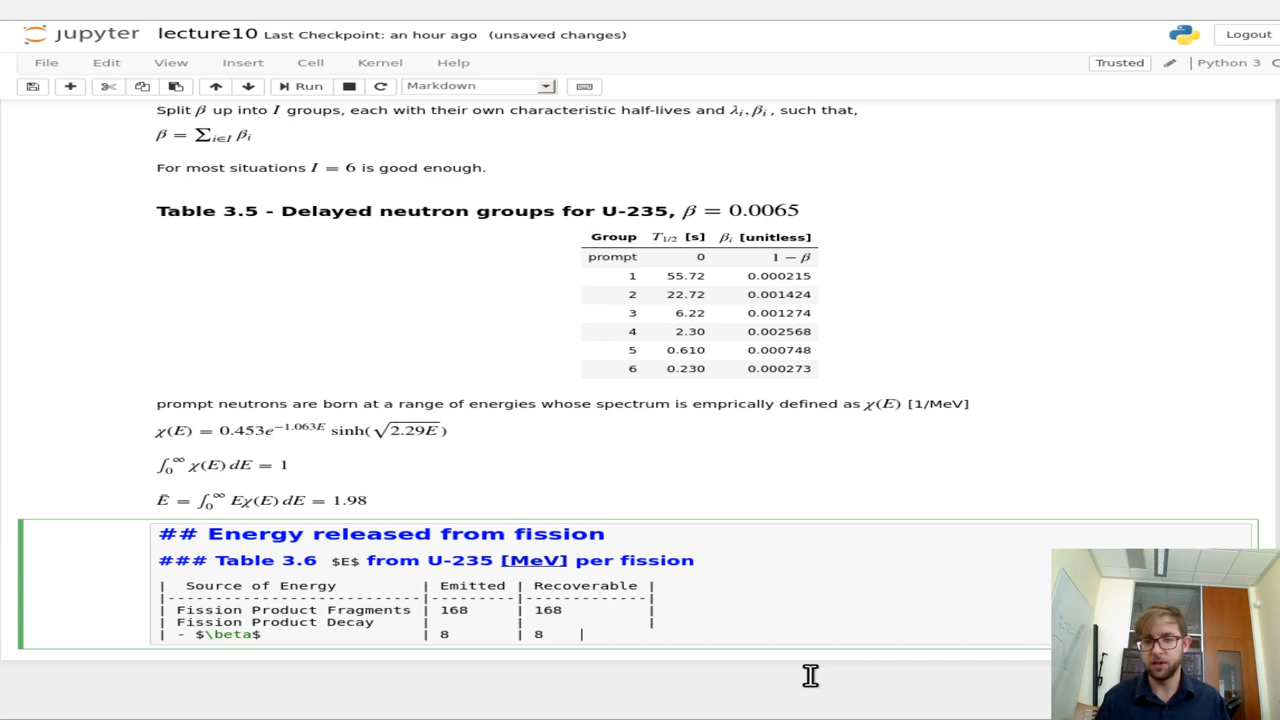 jupyter lecture10 Last Checkpoint: an hour ago (unsaved changes) Logout
File Edit View Insert Cell Kernel Help Trusted Python 3
Run Markdown
Split β up into I groups, each with their own characteristic half-lives and λᵢ, βᵢ, such that,
β = ∑_{i∈I} βᵢ
For most situations I = 6 is good enough.
Table 3.5 - Delayed neutron groups for U-235, β = 0.0065
Group T_{1/2} [s] βᵢ [unitless]
prompt 0 1 − β
1 55.72 0.000215
2 22.72 0.001424
3 6.22 0.001274
4 2.30 0.002568
5 0.610 0.000748
6 0.230 0.000273
prompt neutrons are born at a range of energies whose spectrum is emprically defined as χ(E) [1/MeV]
χ(E) = 0.453e^{−1.063E} sinh(√2.29E)
∫₀^∞ χ(E) dE = 1
Ē = ∫₀^∞ Eχ(E) dE = 1.98
## Energy released from fission
### Table 3.6 $E$ from U-235 [MeV] per fission
| Source of Energy | Emitted | Recoverable |
|---------------------------|---------|-------------|
| Fission Product Fragments | 168 | 168 |
| Fission Product Decay | | |
| - $\beta$ | 8 | 8 |